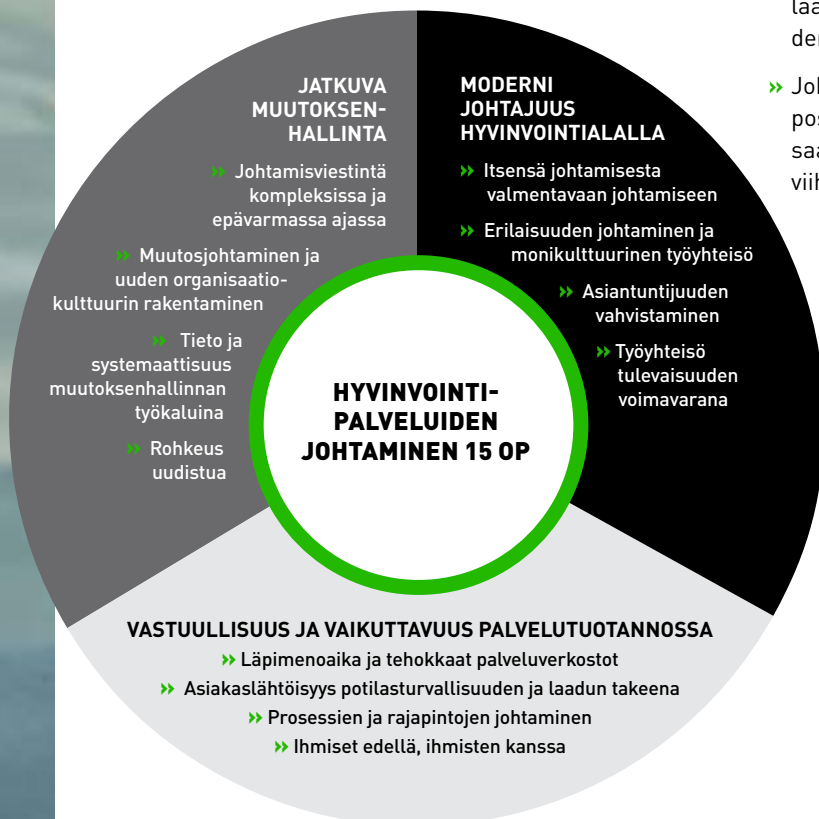 JATKUVA
MUUTOKSEN-
HALLINTA
» Johtamisviestintä
kompleksissa ja
epävarmassa ajassa
» Muutosjohtaminen ja
uuden organisaatio-
kulttuurin rakentaminen
» Tieto ja
systemaattisuus
muutoksenhallinnan
työkaluina
» Rohkeus
uudistua
MODERNI
JOHTAJUUS
HYVINVOINTIALALLA
» Itsensä johtamisesta
valmentavaan johtamiseen
» Erilaisuuden johtaminen ja
monikulttuurinen työyhteisö
» Asiantuntijuuden
vahvistaminen
» Työyhteisö
tulevaisuuden
voimavarana
HYVINVOINTI-
PALVELUIDEN
JOHTAMINEN 15 OP
VASTUULLISUUS JA VAIKUTTAVUUS PALVELUTUOTANNOSSA
» Läpimenoaika ja tehokkaat palveluverkostot
» Asiakaslähtöisyys potilasturvallisuuden ja laadun takeena
» Prosessien ja rajapintojen johtaminen
» Ihmiset edellä, ihmisten kanssa